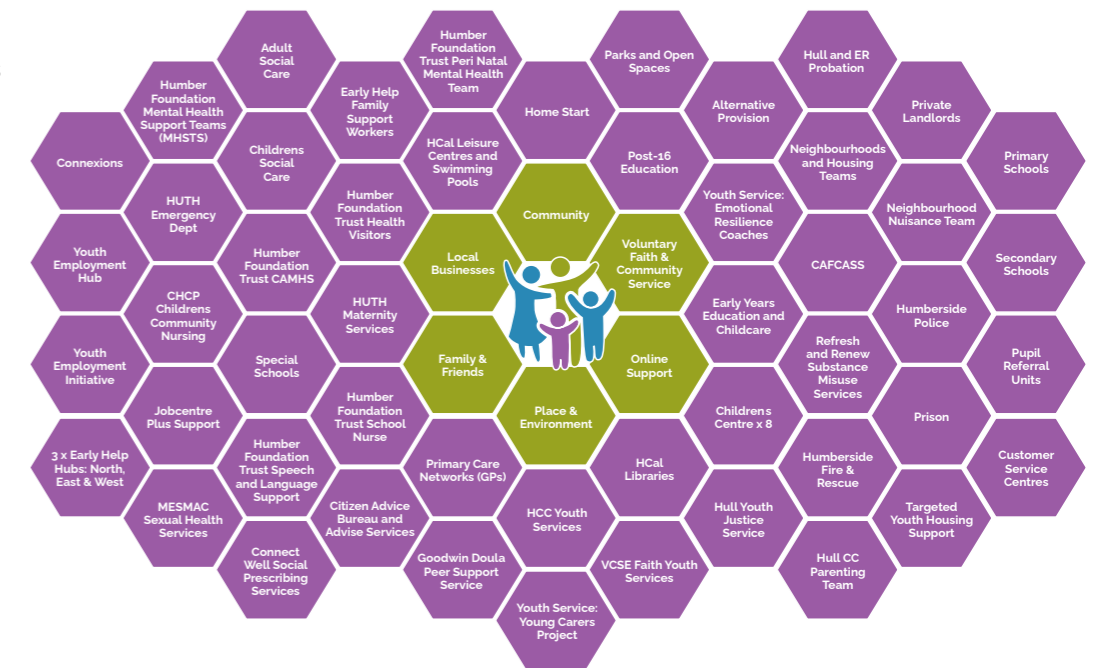 Connexions
Youth
Employment
Hub
Youth
Employment
Initiative
3 x Early Help
Hubs: North,
East & West
Humber
Foundation
Mental Health
Support Teams
(MHSTS)
HUTH
Emergency
Dept
CHCP
Childrens
Community
Nursing
Jobcentre
Plus Support
MESMAC
Sexual Health
Services
Adult
Social
Care
Childrens
Social
Care
Humber
Foundation
Trust CAMHS
Special
Schools
Humber
Foundation
Trust Speech
and Language
Support
Connect
Well Social
Prescribing
Services
Early Help
Family
Support
Workers
Humber
Foundation
Trust Health
Visitors
HUTH
Maternity
Services
Humber
Foundation
Trust School
Nurse
Citizen Advice
Bureau and
Advise Services
Humber
Foundation
Trust Peri Natal
Mental Health
Team
HCal Leisure
Centres and
Swimming
Pools
Local
Businesses
Family &
Friends
Primary Care
Networks (GPs)
Goodwin Doula
Peer Support
Service
Home Start
Community
Place &
Environment
HCC Youth
Services
Youth Service:
Young Carers
Project
Parks and Open
Spaces
Post-16
Education
Voluntary
Faith &
Community
Service
Online
Support
HCal
Libraries
VCSE Faith Youth
Services
Alternative
Provision
Youth Service:
Emotional
Resilience
Coaches
Early Years
Education and
Childcare
Childrens
Centre x 8
Hull Youth
Justice
Service
Hull and ER
Probation
Neighbourhoods
and Housing
Teams
CAFCASS
Refresh
and Renew
Substance
Misuse
Services
Humberside
Fire &
Rescue
Hull CC
Parenting
Team
Private
Landlords
Neighbourhood
Nuisance Team
Humberside
Police
Prison
Targeted
Youth Housing
Support
Primary
Schools
Secondary
Schools
Pupil
Referral
Units
Customer
Service
Centres